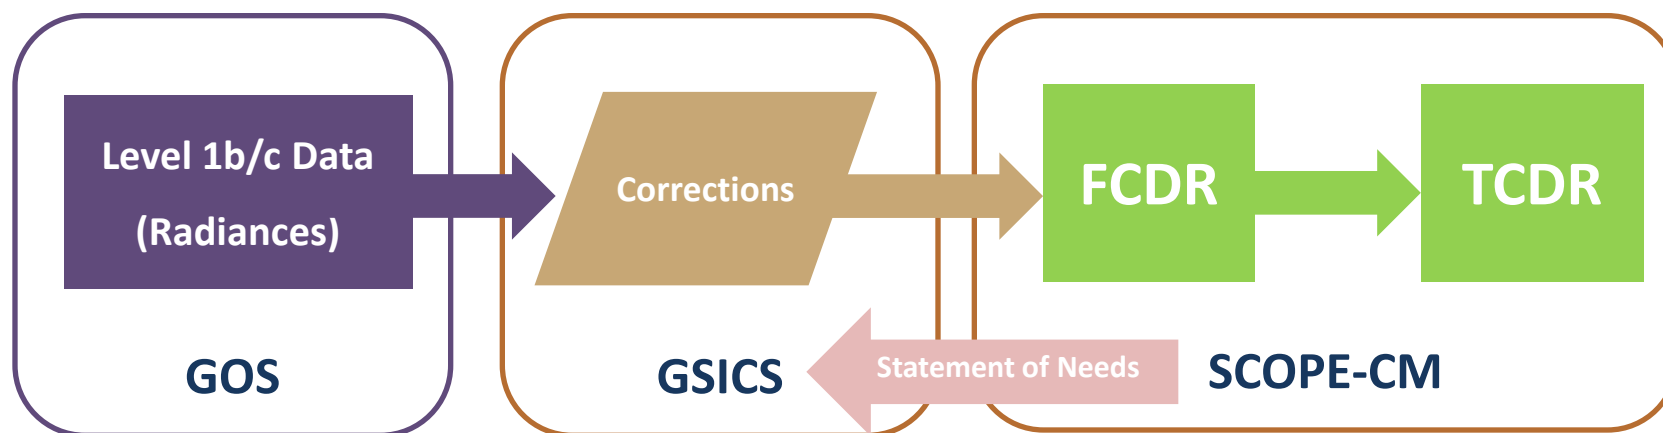 Level 1b/c Data
(Radiances)
Corrections
FCDR
TCDR
GOS
GSICS
Statement of Needs
SCOPE-CM